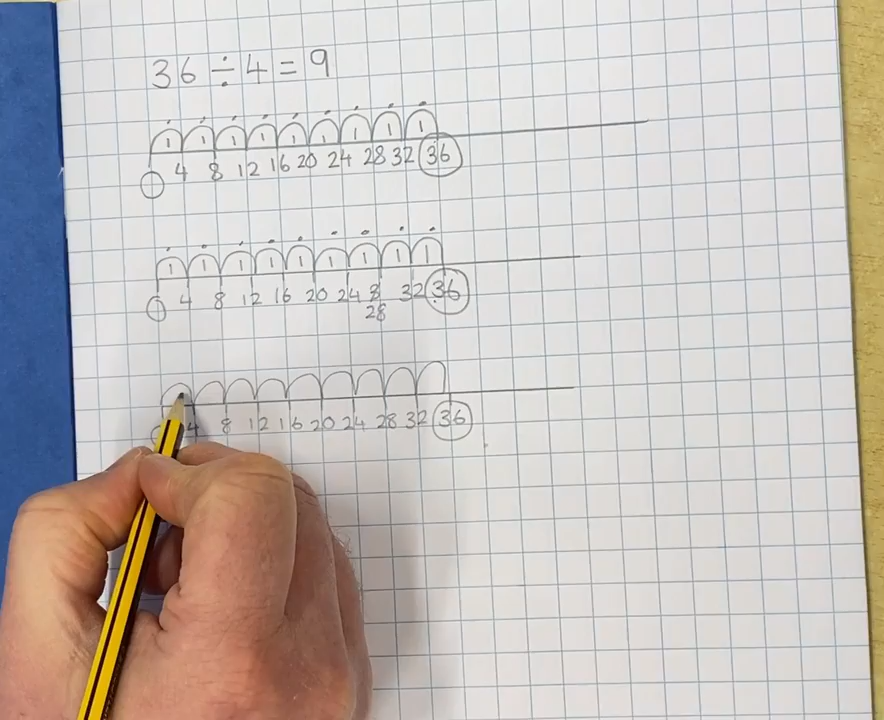 36 ÷ 4 = 9
1 1 1 1 1 1 1 1 1
0 4 8 12 16 20 24 28 32 36
1 1 1 1 1 1 1 1 1
0 4 8 12 16 20 24 8 32 36
28
4 8 12 16 20 24 28 32 36